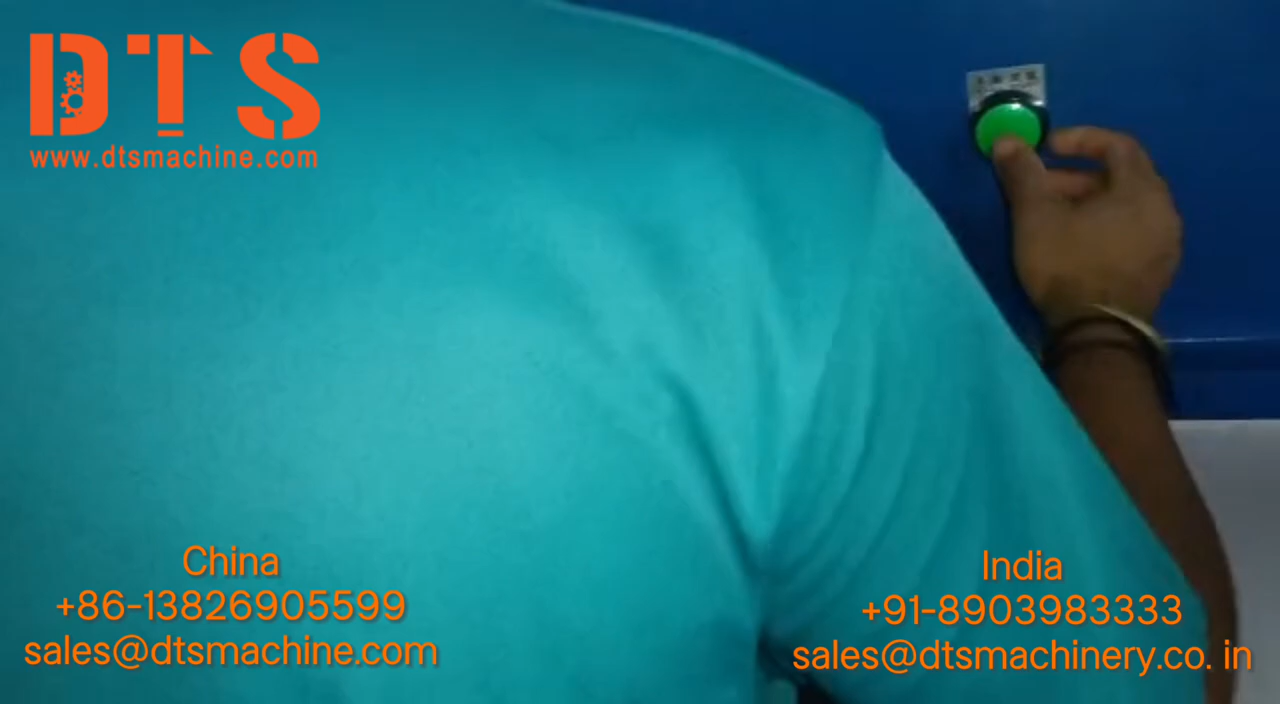 DTS
www.dtsmachine.com
China
+86-13826905599
sales@dtsmachine.com
India
+91-8903983333
sales@dtsmachinery.co. in